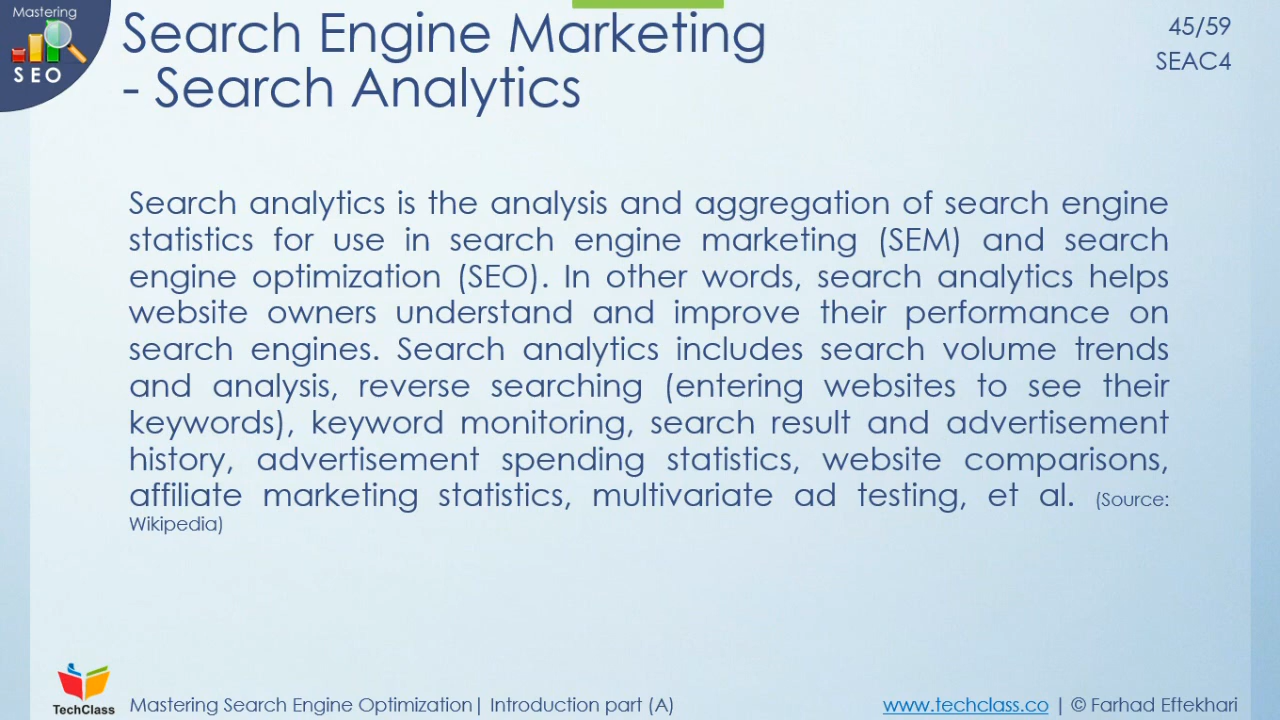 Mastering
SEO
Search Engine Marketing
- Search Analytics
45/59
SEAC4
Search analytics is the analysis and aggregation of search engine
statistics for use in search engine marketing (SEM) and search
engine optimization (SEO). In other words, search analytics helps
website owners understand and improve their performance on
search engines. Search analytics includes search volume trends
and analysis, reverse searching (entering websites to see their
keywords), keyword monitoring, search result and advertisement
history, advertisement spending statistics, website comparisons,
affiliate marketing statistics, multivariate ad testing, et al. (Source:
Wikipedia)
TechClass
Mastering Search Engine Optimization| Introduction part (A)
www.techclass.co | © Farhad Eftekhari